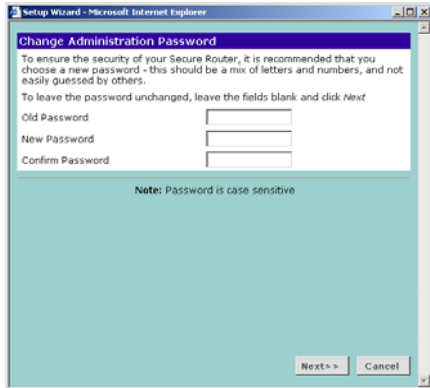 Setup Wizard - Microsoft Internet Explorer
Change Administration Password
To ensure the security of your Secure Router, it is recommended that you
choose a new password - this should be a mix of letters and numbers, and not
easily guessed by others.
To leave the password unchanged, leave the fields blank and click Next
Old Password
New Password
Confirm Password
Note: Password is case sensitive
Next>> Cancel